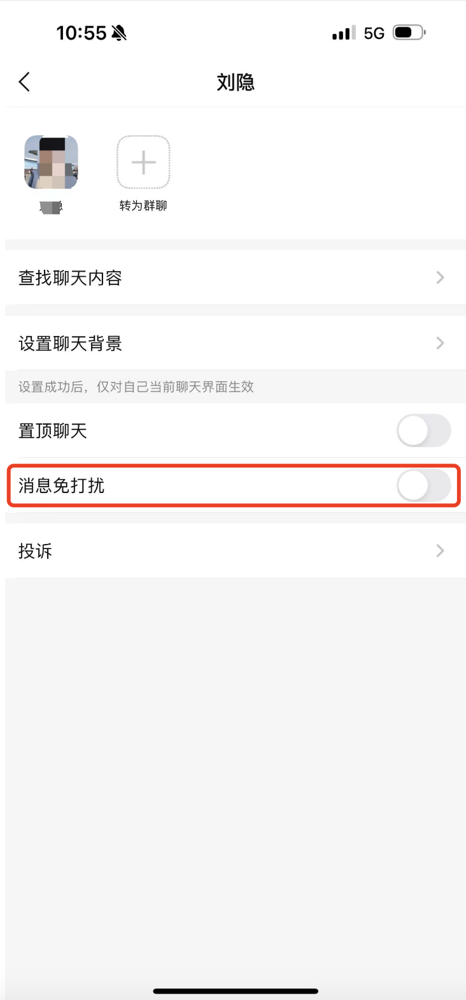 10:55
5G
刘隐
转为群聊
查找聊天内容
设置聊天背景
设置成功后，仅对自己当前聊天界面生效
置顶聊天
消息免打扰
投诉